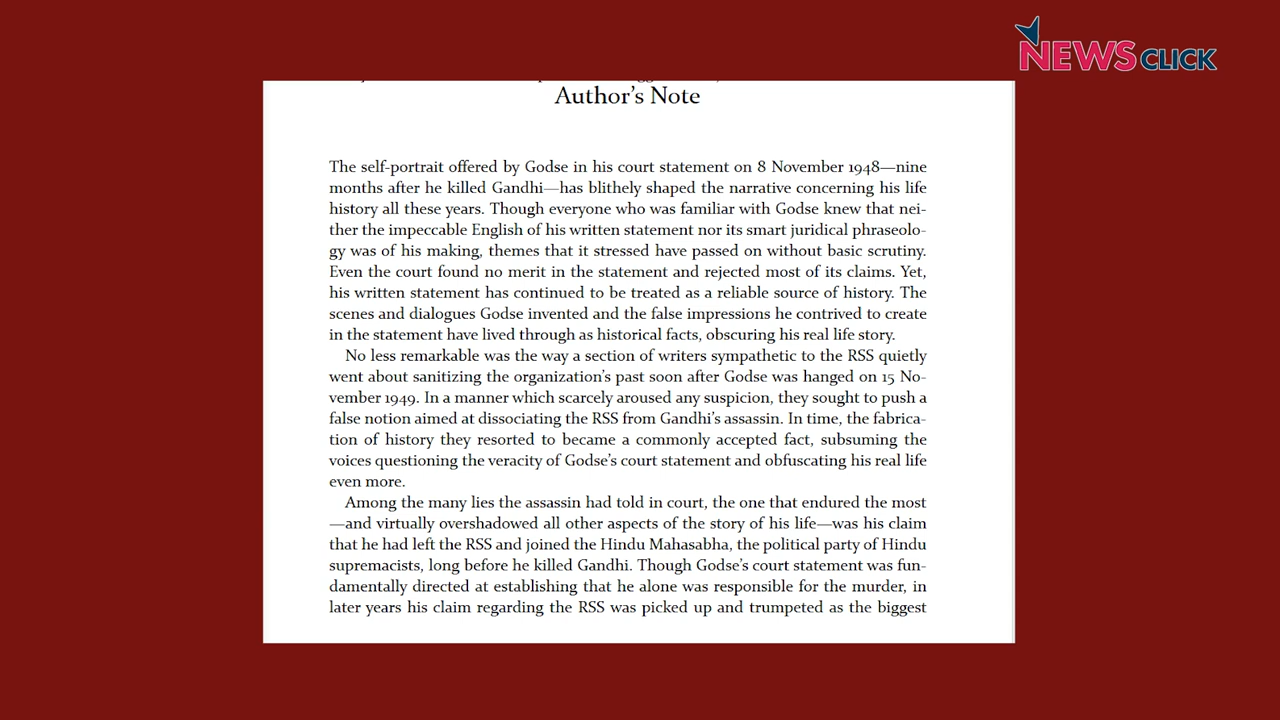 NEWSCLICK
Author's Note
The self-portrait offered by Godse in his court statement on 8 November 1948—nine
months after he killed Gandhi—has blithely shaped the narrative concerning his life
history all these years. Though everyone who was familiar with Godse knew that nei-
ther the impeccable English of his written statement nor its smart juridical phraseolo-
gy was of his making, themes that it stressed have passed on without basic scrutiny.
Even the court found no merit in the statement and rejected most of its claims. Yet,
his written statement has continued to be treated as a reliable source of history. The
scenes and dialogues Godse invented and the false impressions he contrived to create
in the statement have lived through as historical facts, obscuring his real life story.
No less remarkable was the way a section of writers sympathetic to the RSS quietly
went about sanitizing the organization's past soon after Godse was hanged on 15 No-
vember 1949. In a manner which scarcely aroused any suspicion, they sought to push a
false notion aimed at dissociating the RSS from Gandhi's assassin. In time, the fabrica-
tion of history they resorted to became a commonly accepted fact, subsuming the
voices questioning the veracity of Godse's court statement and obfuscating his real life
even more.
Among the many lies the assassin had told in court, the one that endured the most
—and virtually overshadowed all other aspects of the story of his life—was his claim
that he had left the RSS and joined the Hindu Mahasabha, the political party of Hindu
supremacists, long before he killed Gandhi. Though Godse's court statement was fun-
damentally directed at establishing that he alone was responsible for the murder, in
later years his claim regarding the RSS was picked up and trumpeted as the biggest